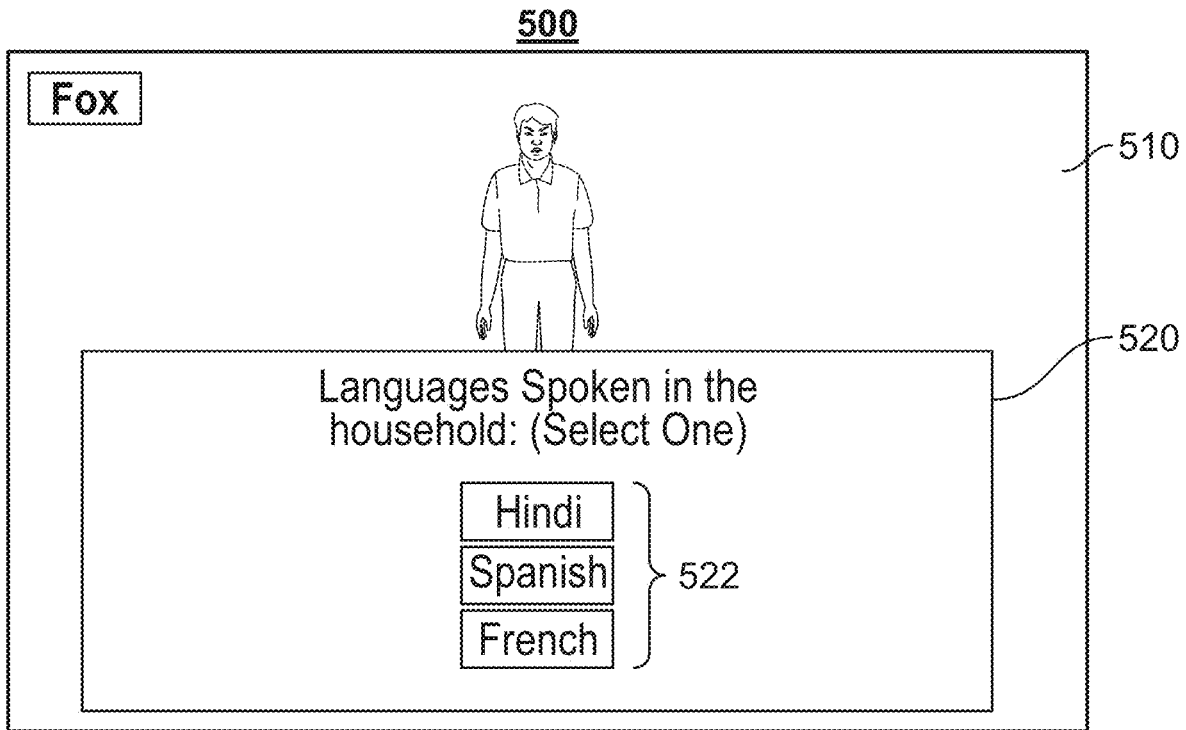 500
Fox
510
520
Languages Spoken in the
household: (Select One)
Hindi
Spanish
French
522